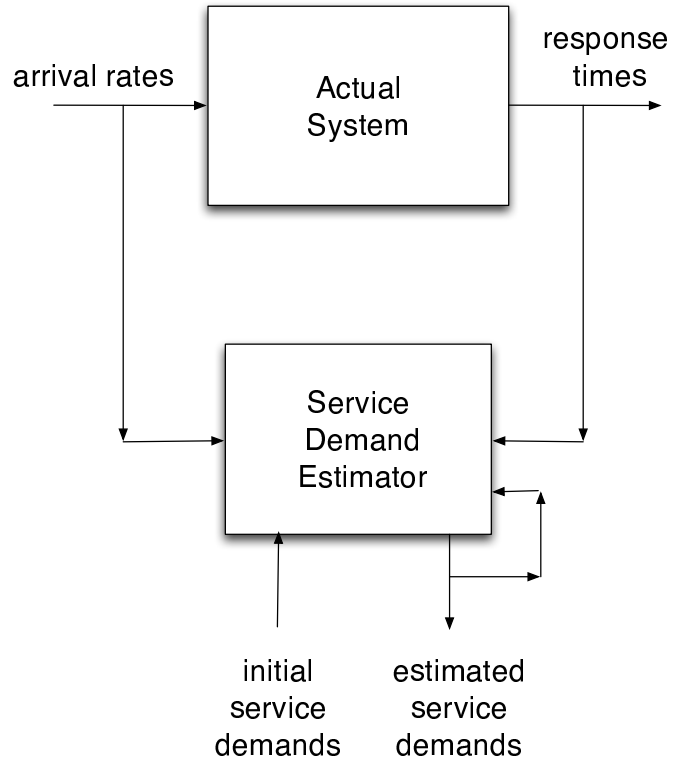 arrival rates
response
times
Actual
System
Service
Demand
Estimator
initial
service
demands
estimated
service
demands